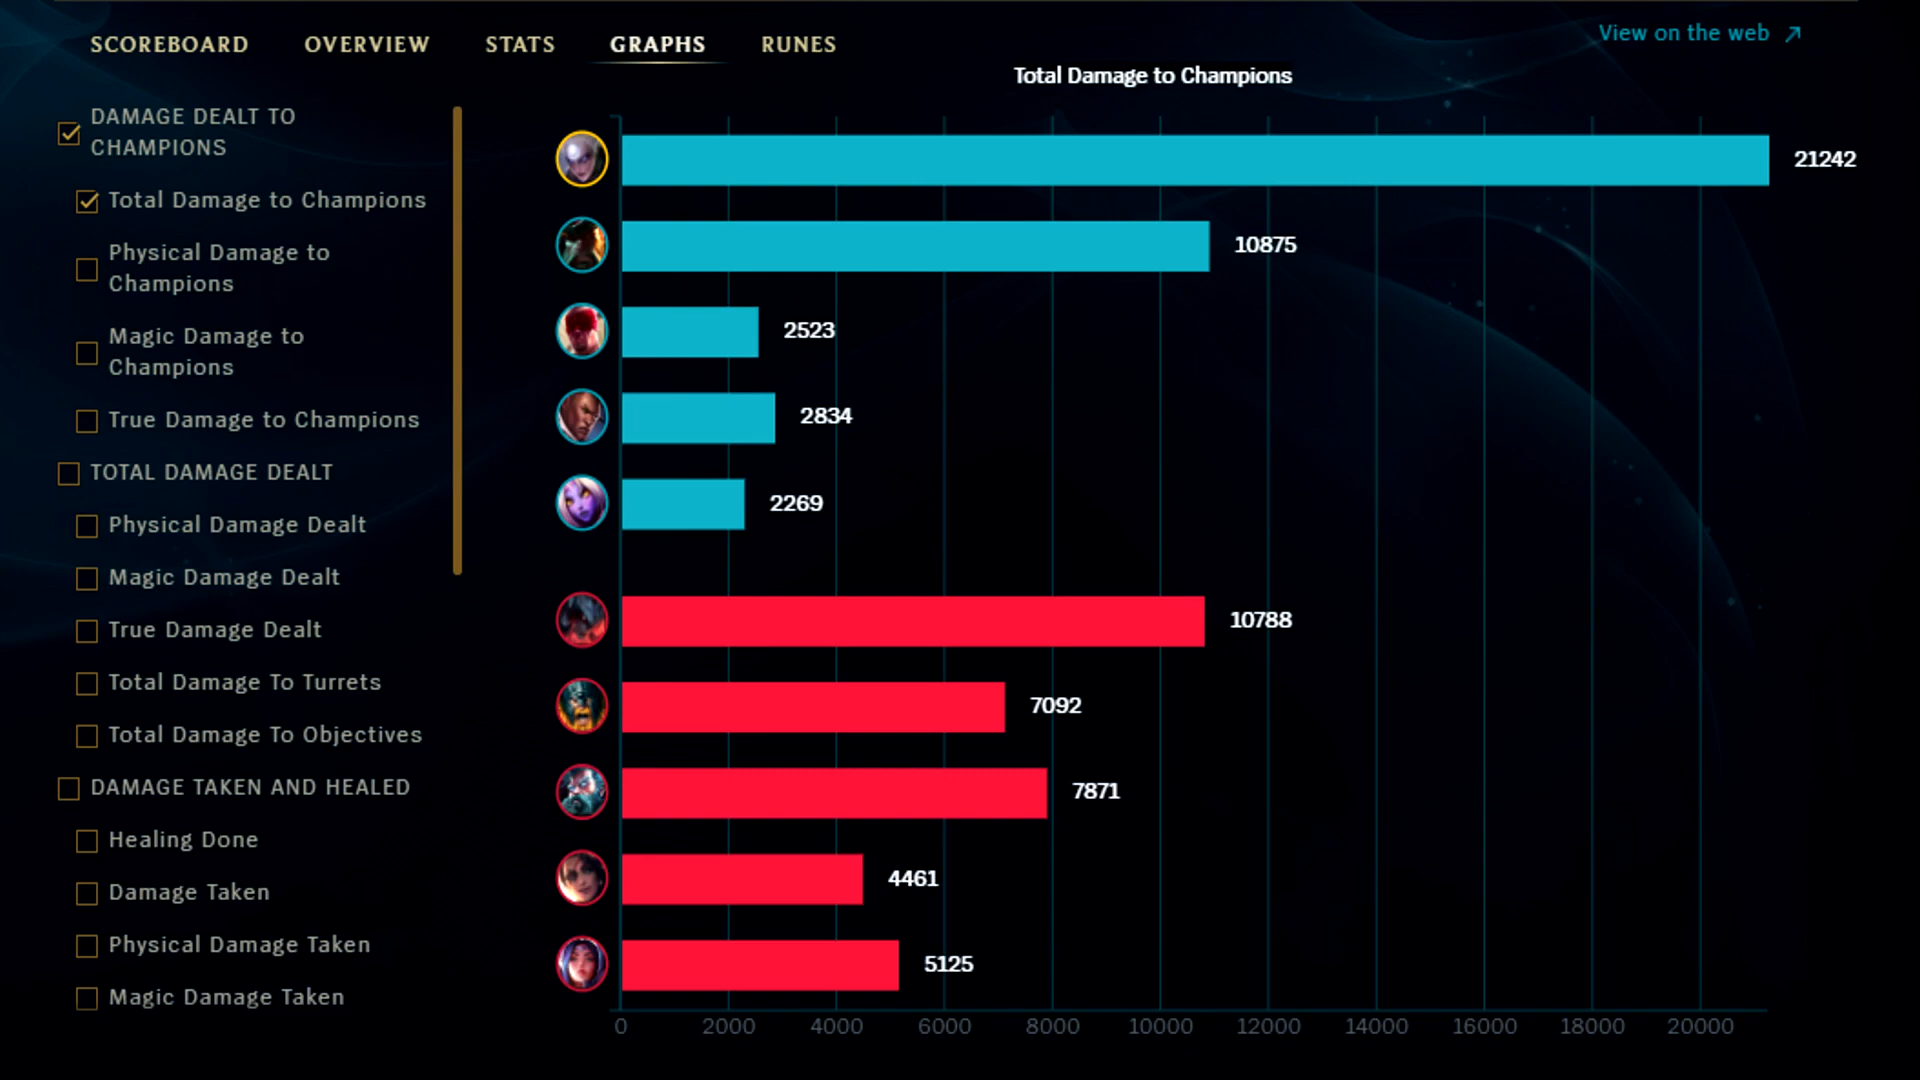 SCOREBOARD OVERVIEW STATS GRAPHS RUNES
View on the web
Total Damage to Champions
DAMAGE DEALT TO
CHAMPIONS
Total Damage to Champions
Physical Damage to
Champions
Magic Damage to
Champions
True Damage to Champions
TOTAL DAMAGE DEALT
Physical Damage Dealt
Magic Damage Dealt
True Damage Dealt
Total Damage To Turrets
Total Damage To Objectives
DAMAGE TAKEN AND HEALED
Healing Done
Damage Taken
Physical Damage Taken
Magic Damage Taken
21242
10875
2523
2834
2269
10788
7092
7871
4461
5125
0 2000 4000 6000 8000 10000 12000 14000 16000 18000 20000